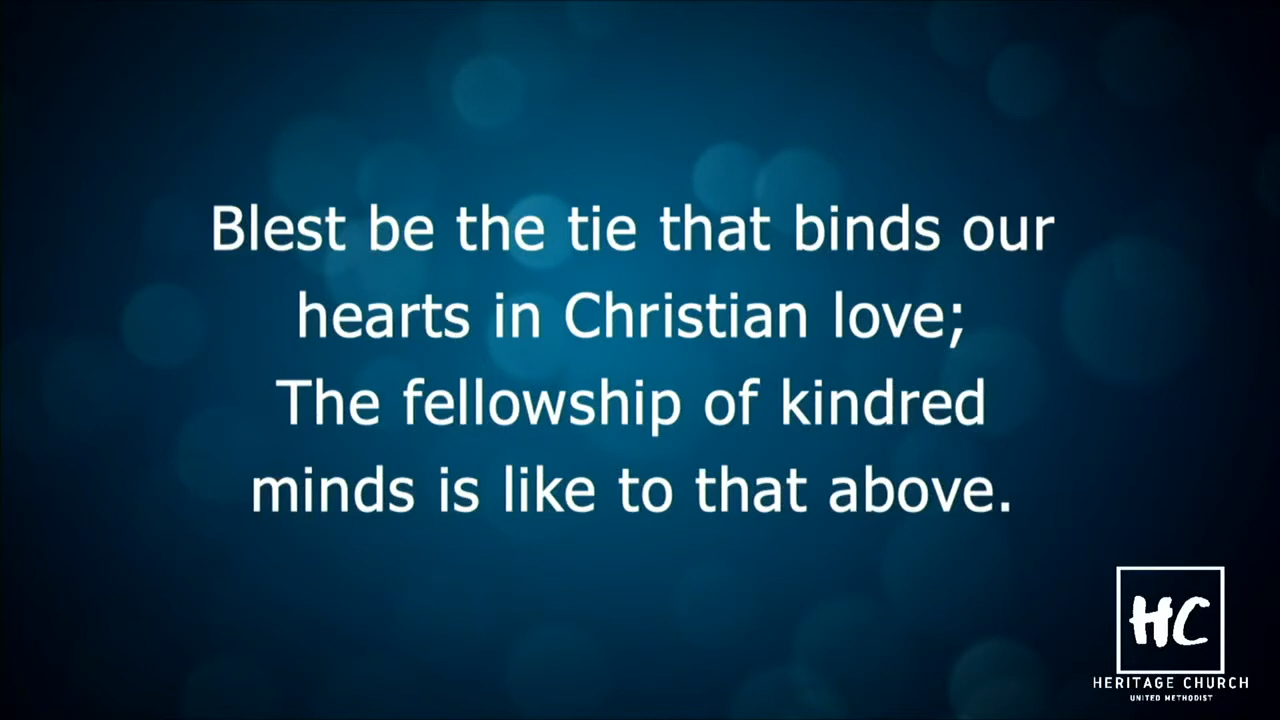 Blest be the tie that binds our
hearts in Christian love;
The fellowship of kindred
minds is like to that above.
HC
HERITAGE CHURCH
UNITED METHODIST